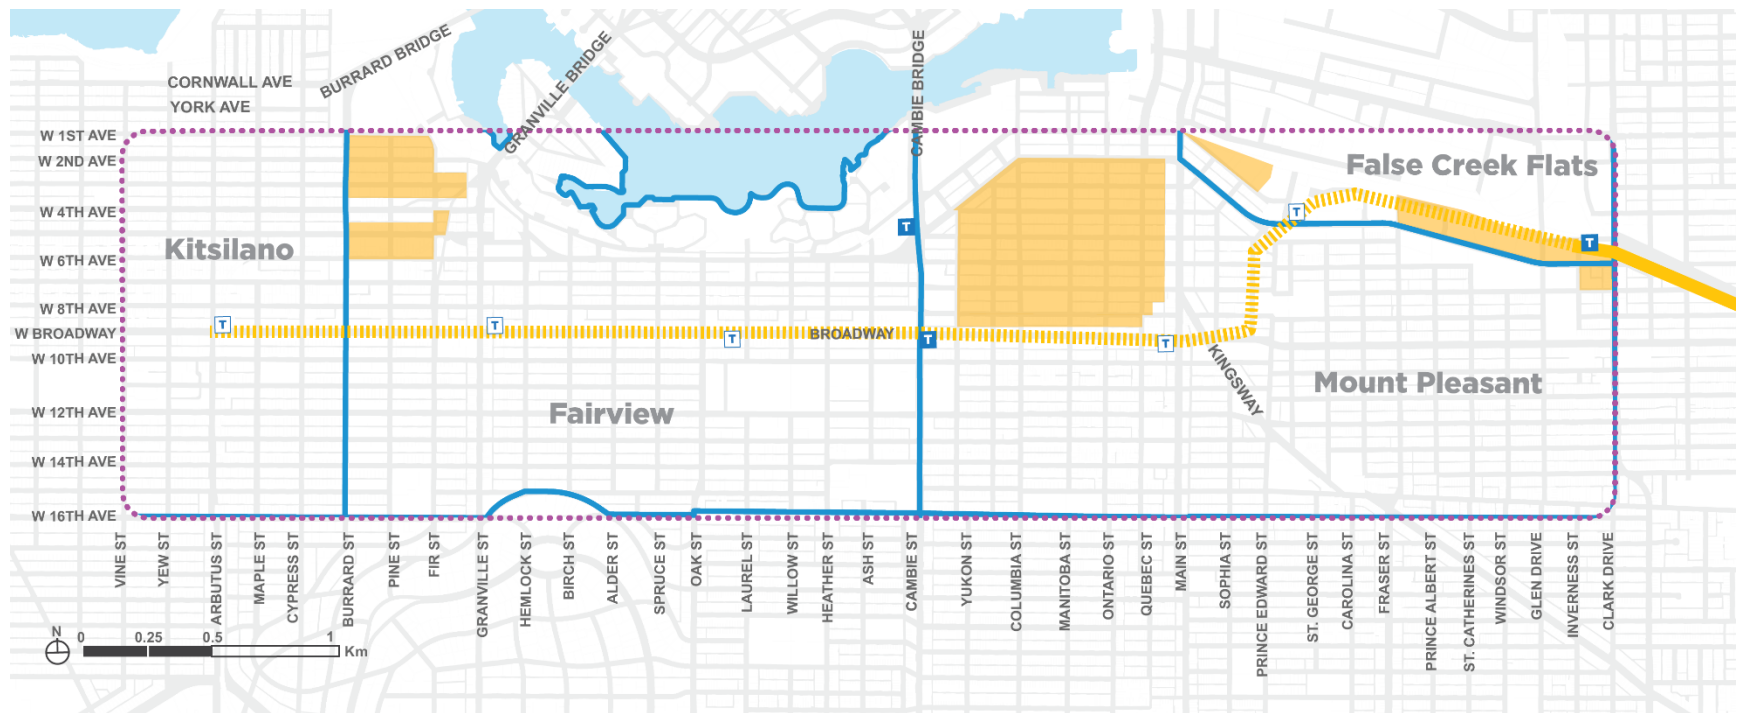 BURRARD BRIDGE
GRANVILLE BRIDGE
CAMBIE BRIDGE
CORNWALL AVE
YORK AVE
W 1ST AVE
W 2ND AVE
W 4TH AVE
W 6TH AVE
W 8TH AVE
W BROADWAY
W 10TH AVE
W 12TH AVE
W 14TH AVE
W 16TH AVE
False Creek Flats
Kitsilano
T
T
T
T
T
T
T
T
BROADWAY
KINGSWAY
Mount Pleasant
Fairview
VINE ST
YEW ST
ARBUTUS ST
MAPLE ST
CYPRESS ST
BURRARD ST
PINE ST
FIR ST
GRANVILLE ST
HEMLOCK ST
BIRCH ST
ALDER ST
SPRUCE ST
OAK ST
LAUREL ST
WILLOW ST
HEATHER ST
ASH ST
CAMBIE ST
YUKON ST
COLUMBIA ST
MANITOBA ST
ONTARIO ST
QUEBEC ST
MAIN ST
SOPHIA ST
PRINCE EDWARD ST
ST. GEORGE ST
CAROLINA ST
FRASER ST
PRINCE ALBERT ST
ST. CATHERINES ST
WINDSOR ST
GLEN DRIVE
INVERNESS ST
CLARK DRIVE
N
0 0.25 0.5 1
Km